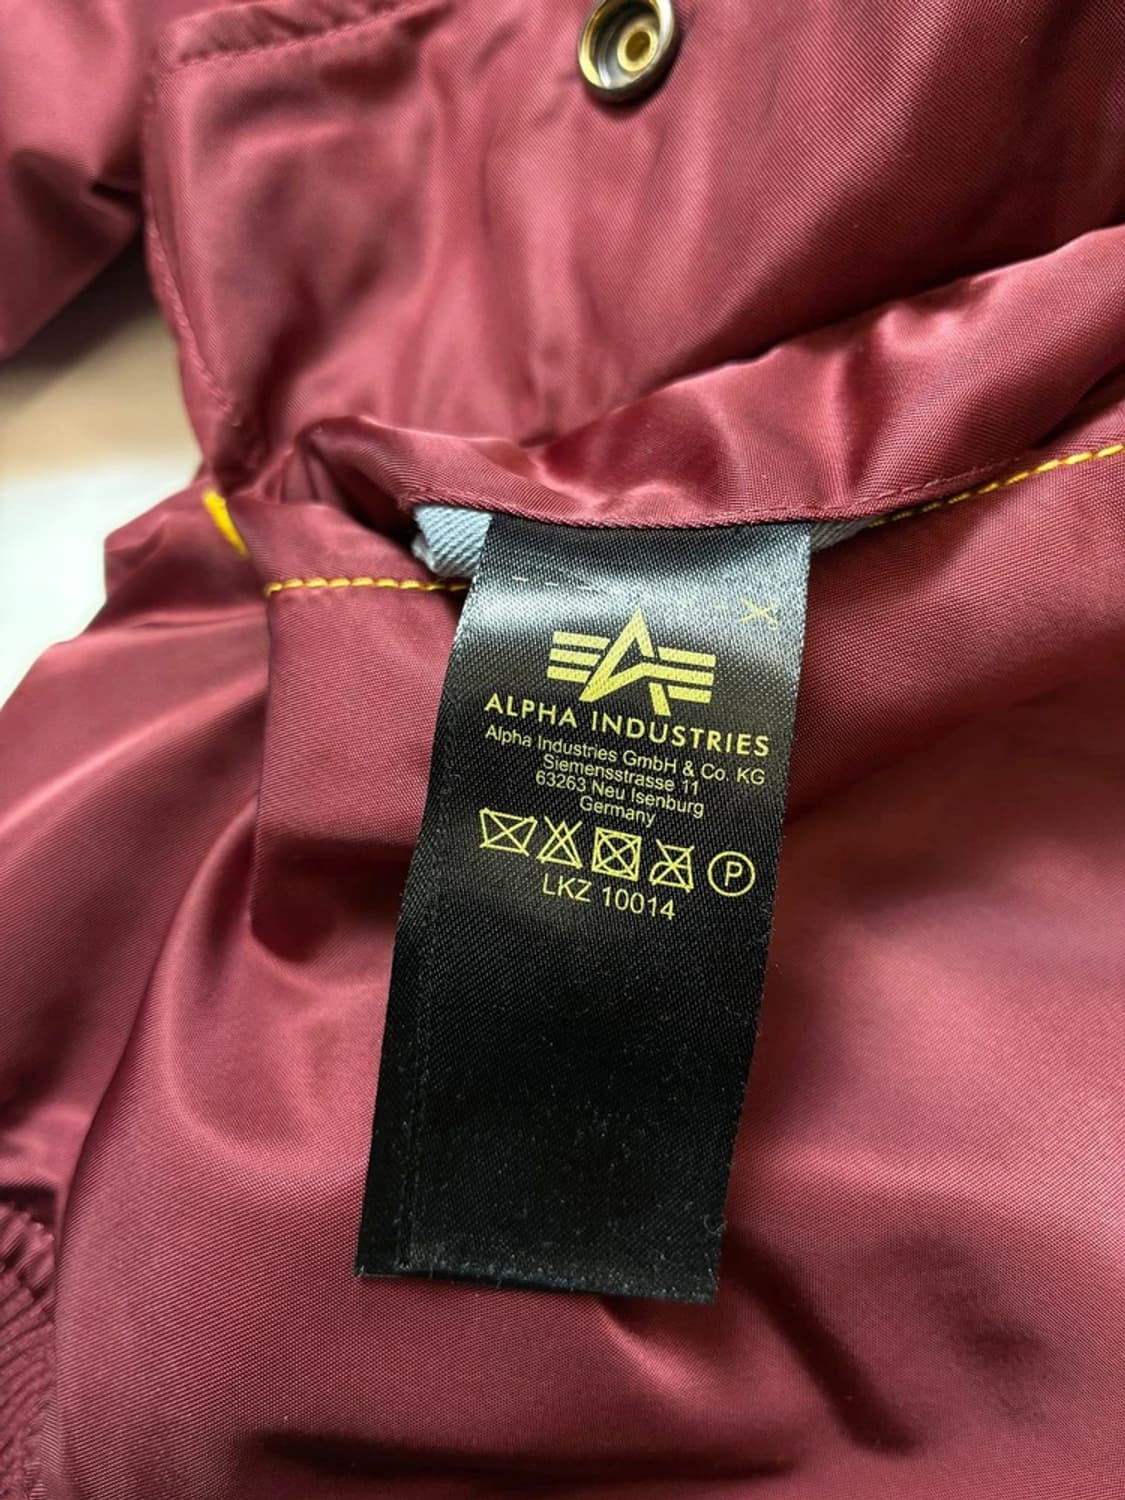 ALPHA INDUSTRIES
Alpha Industries GmbH & Co. KG
Siemensstrasse 11
63263 Neu Isenburg
Germany
P
LKZ 10014